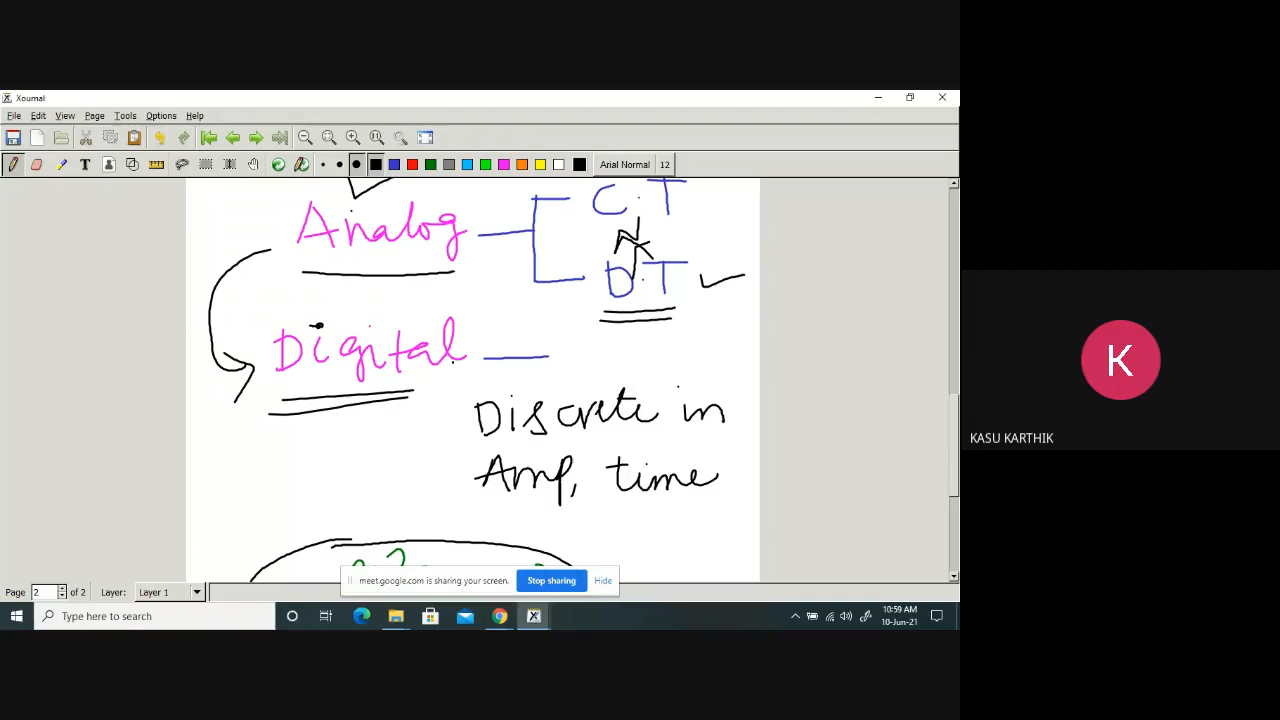 Xournal
File Edit View Page Tools Options Help
Arial Normal 12
Analog
C.T
D.T
Digital
Discrete in
Amp, time
KASU KARTHIK
K
meet.google.com is sharing your screen. Stop sharing Hide
Page 2 of 2 Layer: Layer 1
Type here to search
10:59 AM
10-Jun-21